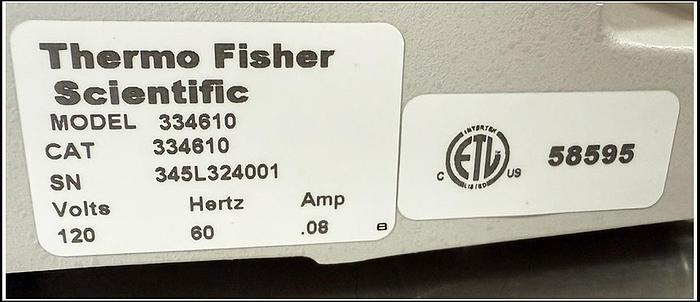 Thermo Fisher
Scientific
MODEL 334610
CAT 334610
SN 345L324001
Volts Hertz Amp
120 60 .08 B
INTERTEK
ETL
C US
LISTED
58595